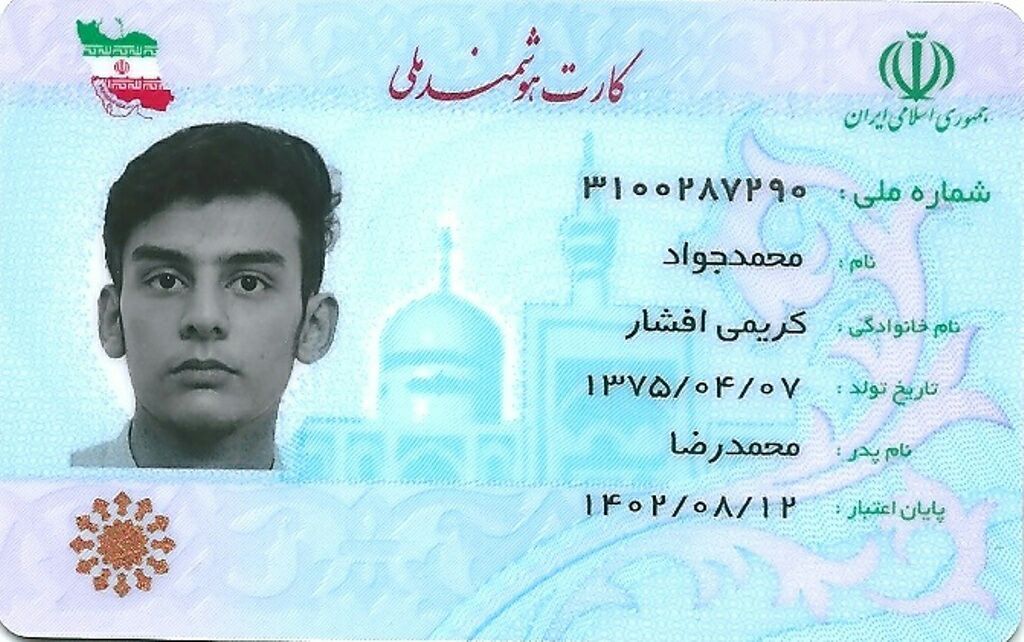 کارت هوشمند ملی
جمهوری اسلامی ایران
شماره ملی : ۳۱۰۰۲۸۷۲۹۰
نام : محمدجواد
نام خانوادگی : کریمی افشار
تاریخ تولد : ۱۳۷۵/۰۴/۰۷
نام پدر : محمدرضا
پایان اعتبار : ۱۴۰۲/۰۸/۱۲